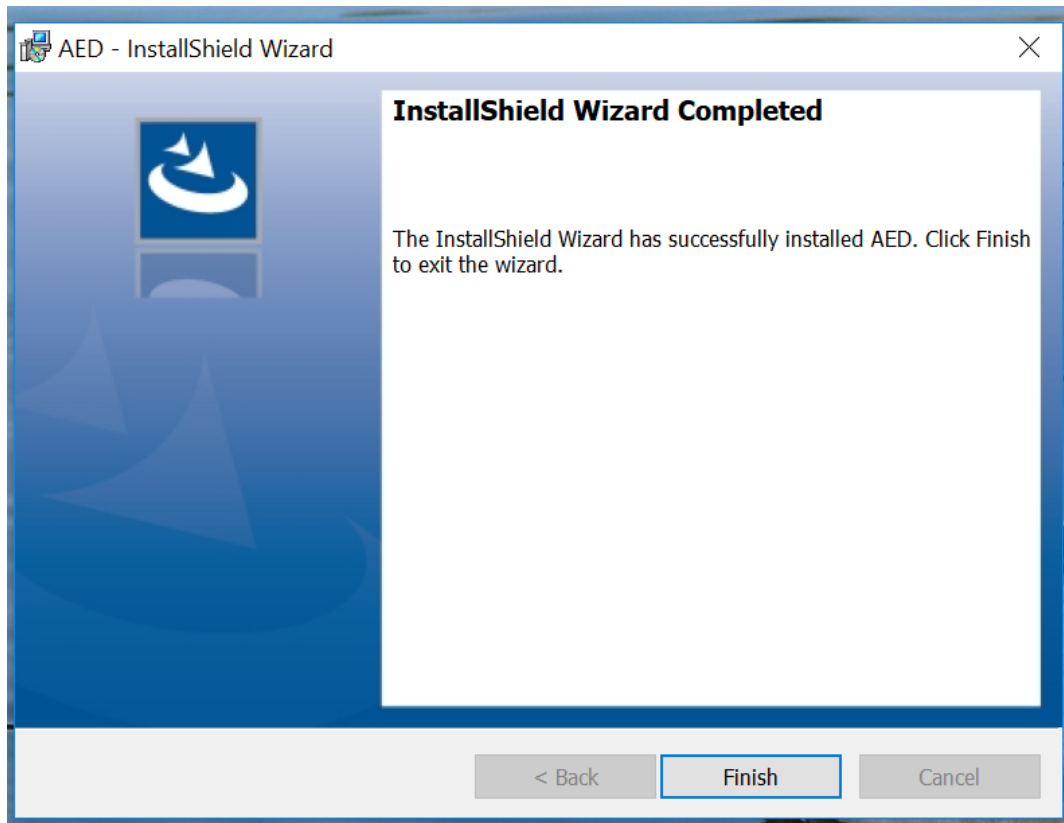 AED - InstallShield Wizard
InstallShield Wizard Completed
The InstallShield Wizard has successfully installed AED. Click Finish
to exit the wizard.
< Back
Finish
Cancel